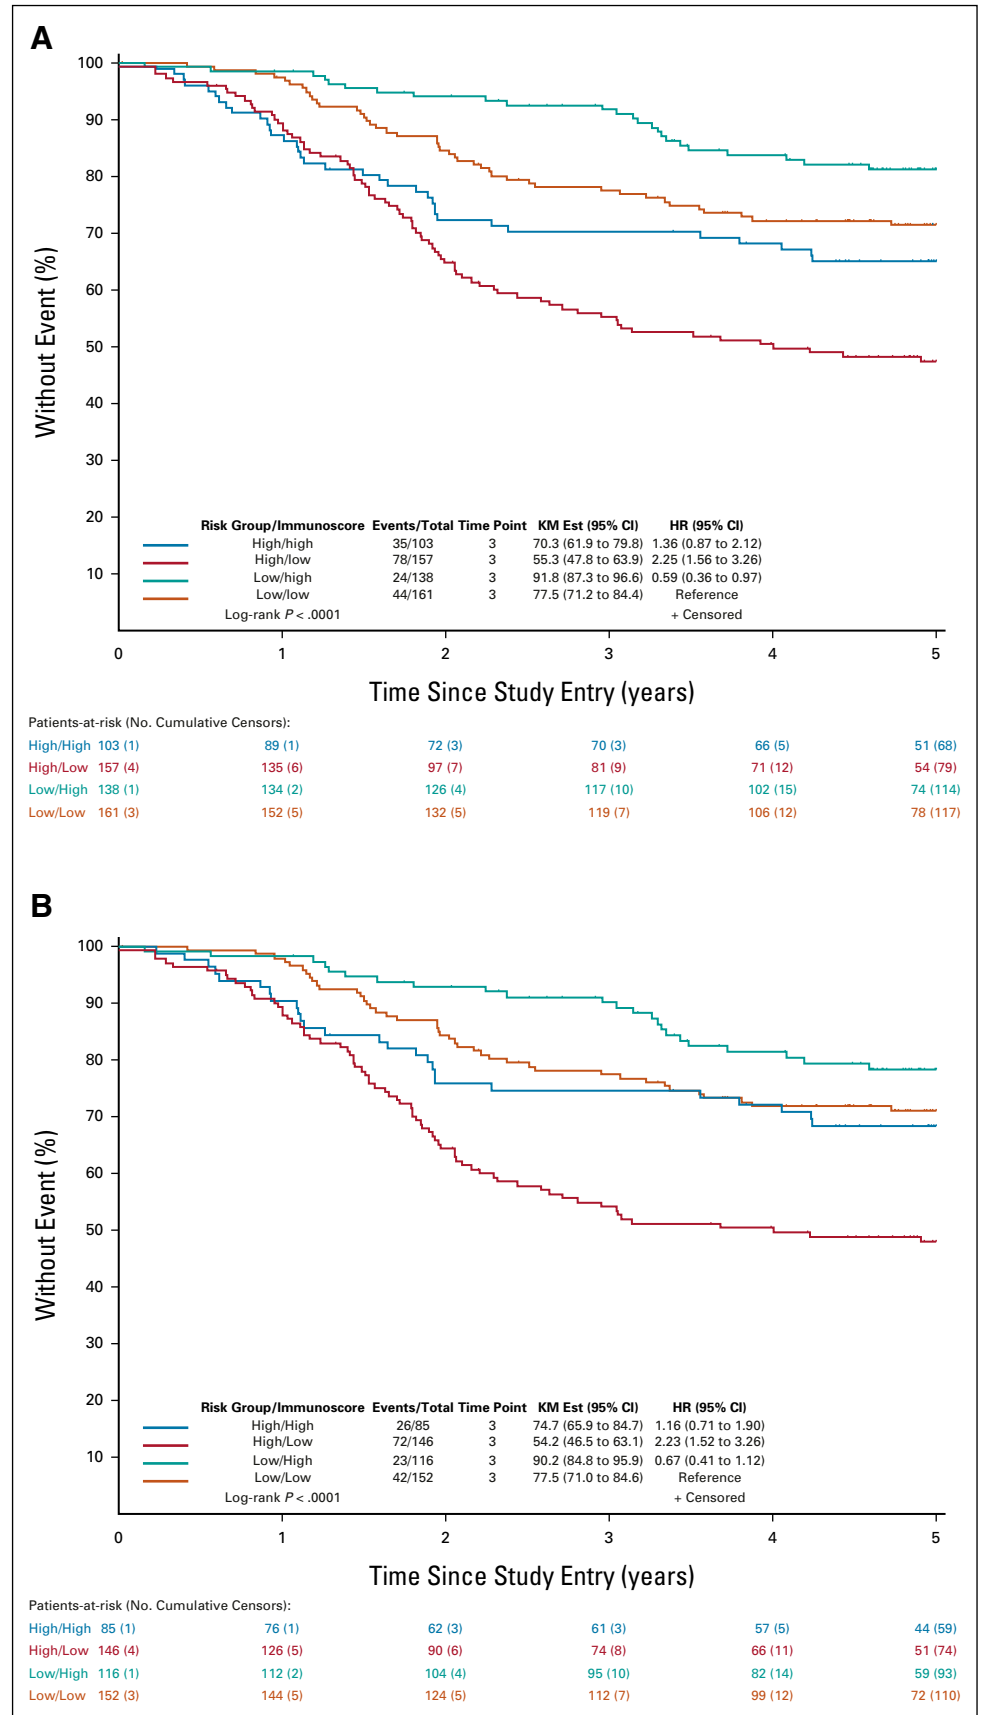 A
100
90
80
70
60
50
40
30
20
10
Without Event (%)
Risk Group/Immunoscore Events/Total Time Point KM Est (95% CI) HR (95% CI)
High/high 35/103 3 70.3 (61.9 to 79.8) 1.36 (0.87 to 2.12)
High/low 78/157 3 55.3 (47.8 to 63.9) 2.25 (1.56 to 3.26)
Low/high 24/138 3 91.8 (87.3 to 96.6) 0.59 (0.36 to 0.97)
Low/low 44/161 3 77.5 (71.2 to 84.4) Reference
Log-rank P < .0001 + Censored
0 1 2 3 4 5
Time Since Study Entry (years)
Patients-at-risk (No. Cumulative Censors):
High/High 103 (1) 89 (1) 72 (3) 70 (3) 66 (5) 51 (68)
High/Low 157 (4) 135 (6) 97 (7) 81 (9) 71 (12) 54 (79)
Low/High 138 (1) 134 (2) 126 (4) 117 (10) 102 (15) 74 (114)
Low/Low 161 (3) 152 (5) 132 (5) 119 (7) 106 (12) 78 (117)
B
100
90
80
70
60
50
40
30
20
10
Without Event (%)
Risk Group/Immunoscore Events/Total Time Point KM Est (95% CI) HR (95% CI)
High/High 26/85 3 74.7 (65.9 to 84.7) 1.16 (0.71 to 1.90)
High/Low 72/146 3 54.2 (46.5 to 63.1) 2.23 (1.52 to 3.26)
Low/High 23/116 3 90.2 (84.8 to 95.9) 0.67 (0.41 to 1.12)
Low/Low 42/152 3 77.5 (71.0 to 84.6) Reference
Log-rank P < .0001 + Censored
0 1 2 3 4 5
Time Since Study Entry (years)
Patients-at-risk (No. Cumulative Censors):
High/High 85 (1) 76 (1) 62 (3) 61 (3) 57 (5) 44 (59)
High/Low 146 (4) 126 (5) 90 (6) 74 (8) 66 (11) 51 (74)
Low/High 116 (1) 112 (2) 104 (4) 95 (10) 82 (14) 59 (93)
Low/Low 152 (3) 144 (5) 124 (5) 112 (7) 99 (12) 72 (110)